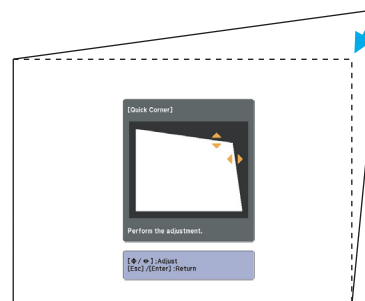 [Quick Corner]
Perform the adjustment.
[ / ] :Adjust
[Esc] /[Enter] :Return